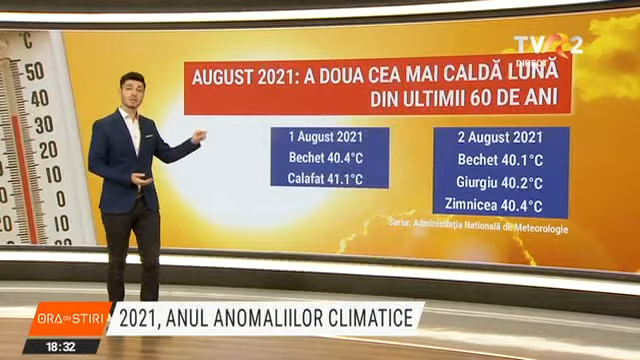 TVR2
DIRECT
°C
50
40
30
20
10
0
10
AUGUST 2021: A DOUA CEA MAI CALDĂ LUNĂ
DIN ULTIMII 60 DE ANI
1 August 2021
Bechet 40.4°C
Calafat 41.1°C
2 August 2021
Bechet 40.1°C
Giurgiu 40.2°C
Zimnicea 40.4°C
Sursa: Administrația Națională de Meteorologie
ORA de ȘTIRI
2021, ANUL ANOMALIILOR CLIMATICE
18:32